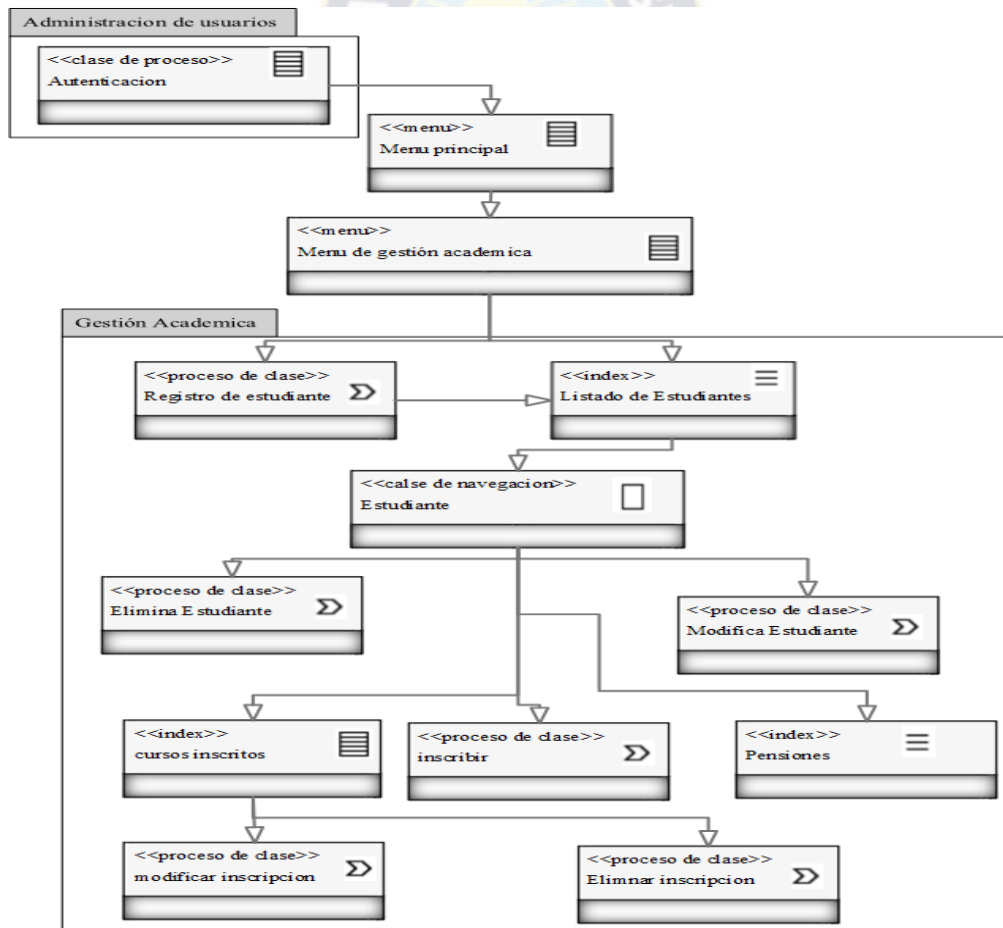 Administracion de usuarios
<<clase de proceso>>
Autenticacion
<<menu>>
Menu principal
<<menu>>
Menu de gestión academica
Gestión Academica
<<proceso de clase>>
Registro de estudiante
<<index>>
Listado de Estudiantes
<<calse de navegacion>>
Estudiante
<<proceso de clase>>
Elimina Estudiante
<<proceso de clase>>
Modifica Estudiante
<<index>>
cursos inscritos
<<proceso de clase>>
inscribir
<<index>>
Pensiones
<<proceso de clase>>
modificar inscripcion
<<proceso de clase>>
Elimnar inscripcion